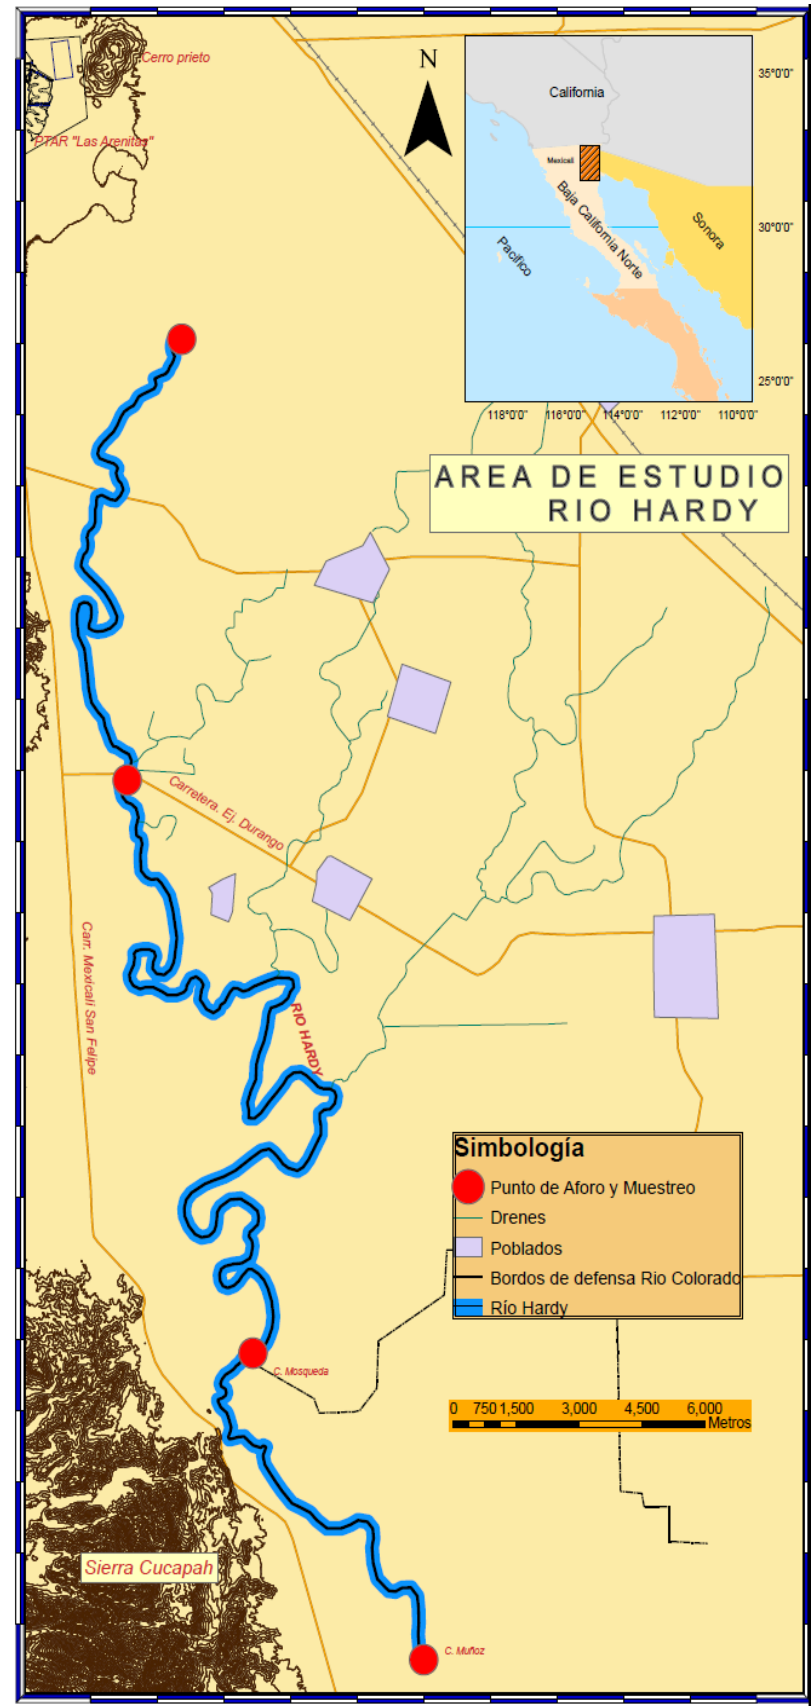 Cerro prieto
PTAR "Las Arenitas"
N
California
Mexicali
Baja California Norte
Sonora
Pacífico
35°0'0"
30°0'0"
25°0'0"
118°0'0" 116°0'0" 114°0'0" 112°0'0" 110°0'0"
AREA DE ESTUDIO
RIO HARDY
Carretera. Ej. Durango
Carr. Mexicali San Felipe
RIO HARDY
Simbología
Punto de Aforo y Muestreo
Drenes
Poblados
Bordos de defensa Rio Colorado
Río Hardy
C. Mosqueda
0 750 1,500 3,000 4,500 6,000
Metros
Sierra Cucapah
C. Muñoz